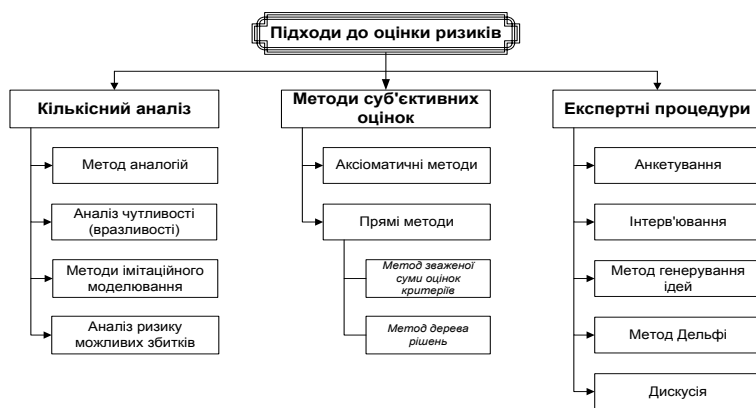 Підходи до оцінки ризиків
Кількісний аналіз
Метод аналогій
Аналіз чутливості
(вразливості)
Методи імітаційного
моделювання
Аналіз ризику
можливих збитків
Методи суб'єктивних
оцінок
Аксіоматичні методи
Прямі методи
Метод зваженої
суми оцінок
критеріїв
Метод дерева
рішень
Експертні процедури
Анкетування
Інтерв'ювання
Метод генерування
ідей
Метод Дельфі
Дискусія